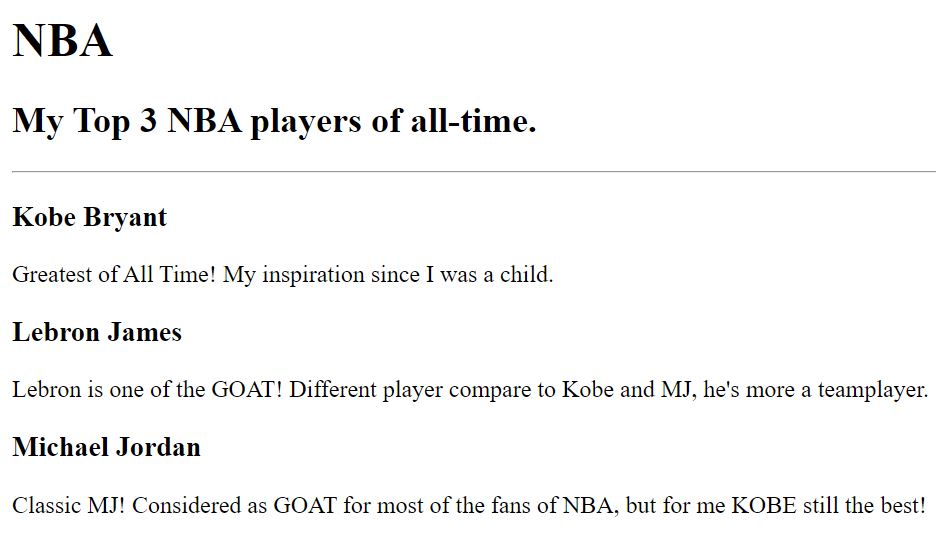 NBA
My Top 3 NBA players of all-time.
Kobe Bryant
Greatest of All Time! My inspiration since I was a child.
Lebron James
Lebron is one of the GOAT! Different player compare to Kobe and MJ, he's more a teamplayer.
Michael Jordan
Classic MJ! Considered as GOAT for most of the fans of NBA, but for me KOBE still the best!